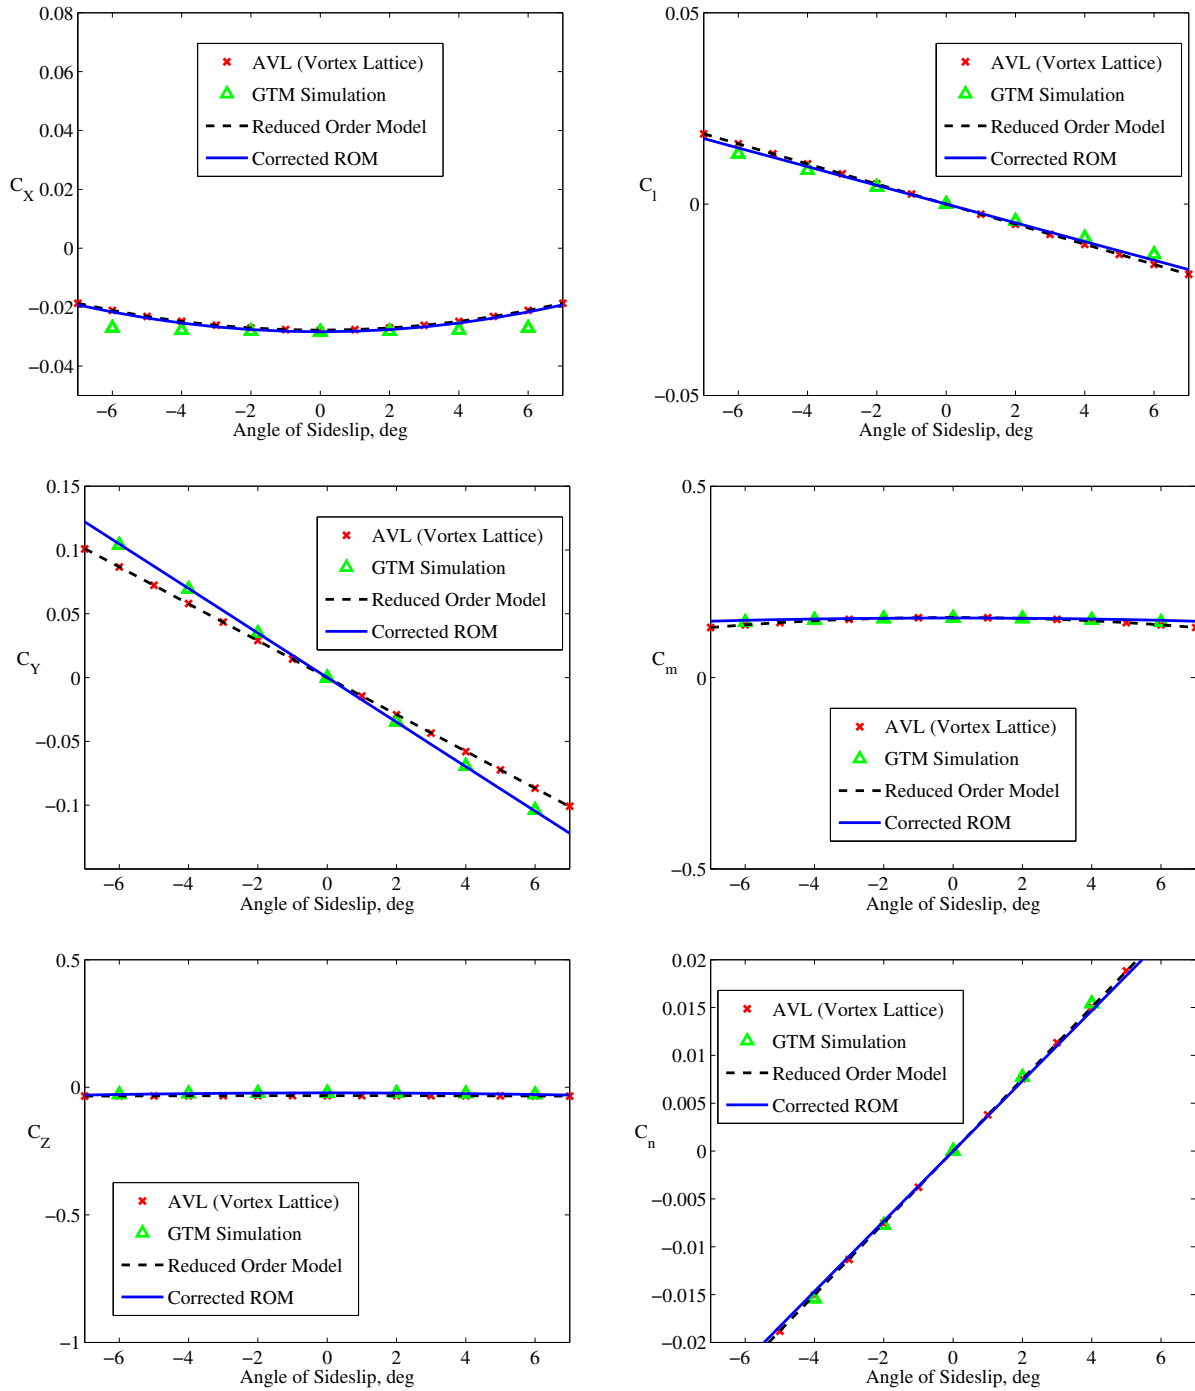 0.08
0.06
0.04
0.02
0
−0.02
−0.04
C_X
AVL (Vortex Lattice)
GTM Simulation
Reduced Order Model
Corrected ROM
−6 −4 −2 0 2 4 6
Angle of Sideslip, deg
0.05
0
−0.05
C_l
AVL (Vortex Lattice)
GTM Simulation
Reduced Order Model
Corrected ROM
−6 −4 −2 0 2 4 6
Angle of Sideslip, deg
0.15
0.1
0.05
0
−0.05
−0.1
C_Y
AVL (Vortex Lattice)
GTM Simulation
Reduced Order Model
Corrected ROM
−6 −4 −2 0 2 4 6
Angle of Sideslip, deg
0.5
0
−0.5
C_m
AVL (Vortex Lattice)
GTM Simulation
Reduced Order Model
Corrected ROM
−6 −4 −2 0 2 4 6
Angle of Sideslip, deg
0.5
0
−0.5
−1
C_Z
AVL (Vortex Lattice)
GTM Simulation
Reduced Order Model
Corrected ROM
−6 −4 −2 0 2 4 6
Angle of Sideslip, deg
0.02
0.015
0.01
0.005
0
−0.005
−0.01
−0.015
−0.02
C_n
AVL (Vortex Lattice)
GTM Simulation
Reduced Order Model
Corrected ROM
−6 −4 −2 0 2 4 6
Angle of Sideslip, deg